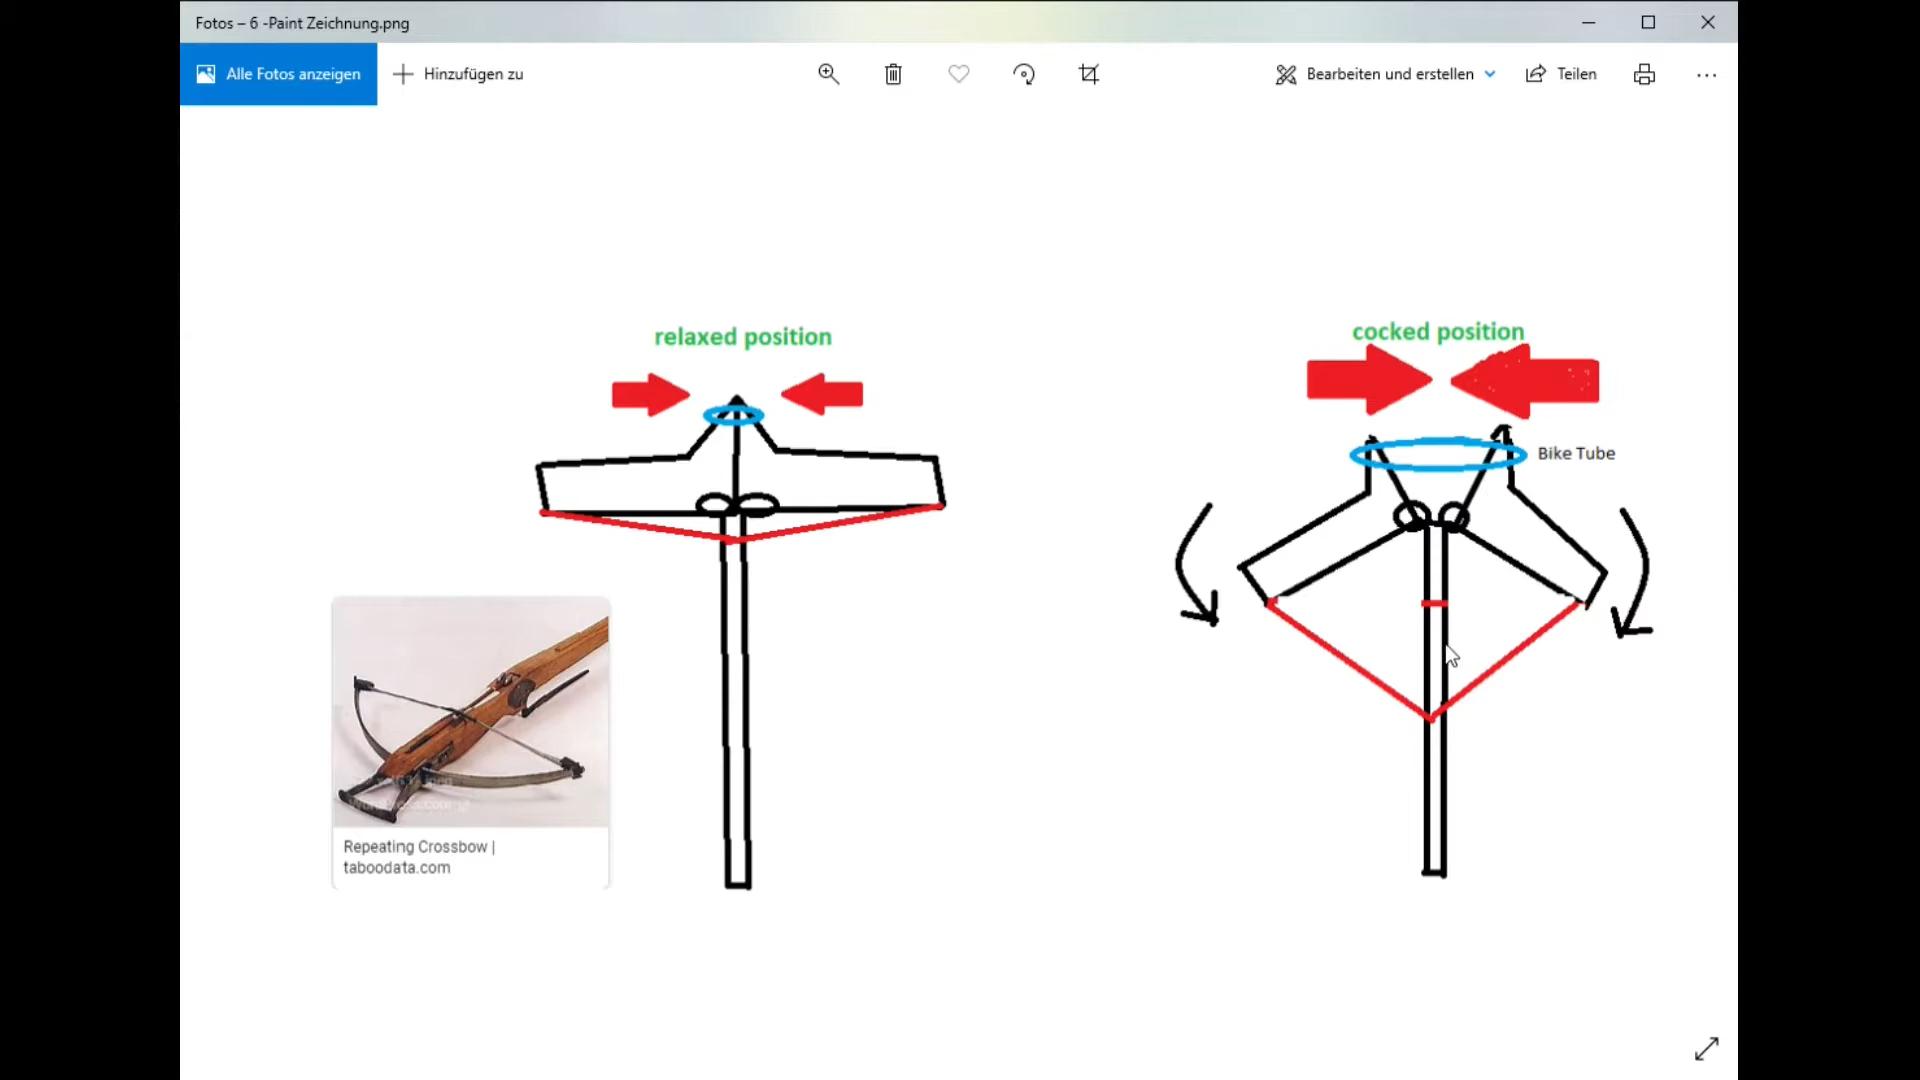 Fotos – 6 -Paint Zeichnung.png
Alle Fotos anzeigen
Hinzufügen zu
Bearbeiten und erstellen
Teilen
relaxed position
cocked position
Bike Tube
Repeating Crossbow |
taboodata.com